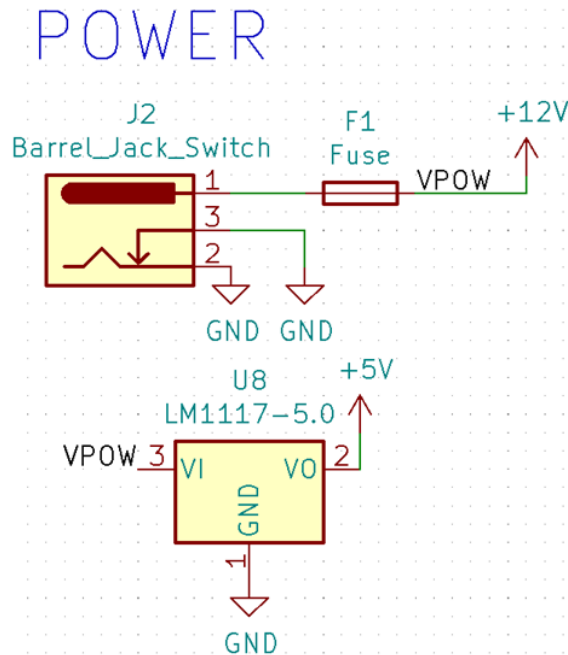 POWER
J2
Barrel_Jack_Switch
F1
Fuse
+12V
1
VPOW
3
2
GND GND
U8
LM1117-5.0
+5V
VPOW 3 VI VO 2
GND
1
GND